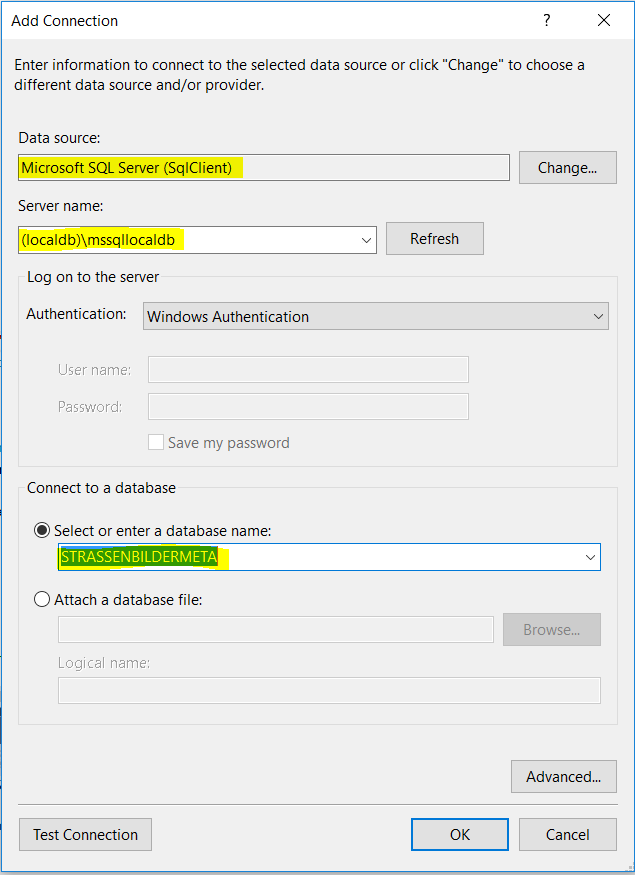 Add Connection
?
Enter information to connect to the selected data source or click "Change" to choose a
different data source and/or provider.
Data source:
Microsoft SQL Server (SqlClient)
Change...
Server name:
(localdb)\mssqllocaldb
Refresh
Log on to the server
Authentication:
Windows Authentication
User name:
Password:
Save my password
Connect to a database
Select or enter a database name:
STRASSENBILDERMETA
Attach a database file:
Browse...
Logical name:
Advanced...
Test Connection
OK
Cancel